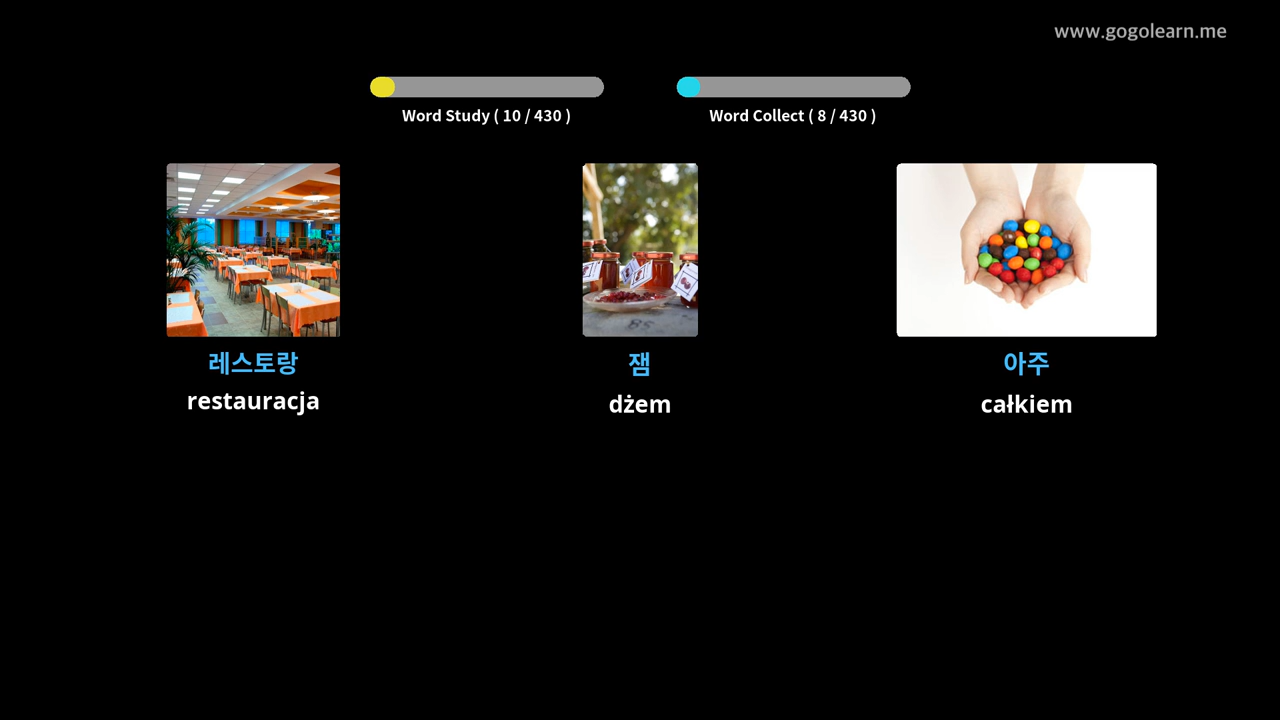 www.gogolearn.me
Word Study ( 10 / 430 )
Word Collect ( 8 / 430 )
레스토랑
잼
아주
restauracja
dżem
całkiem